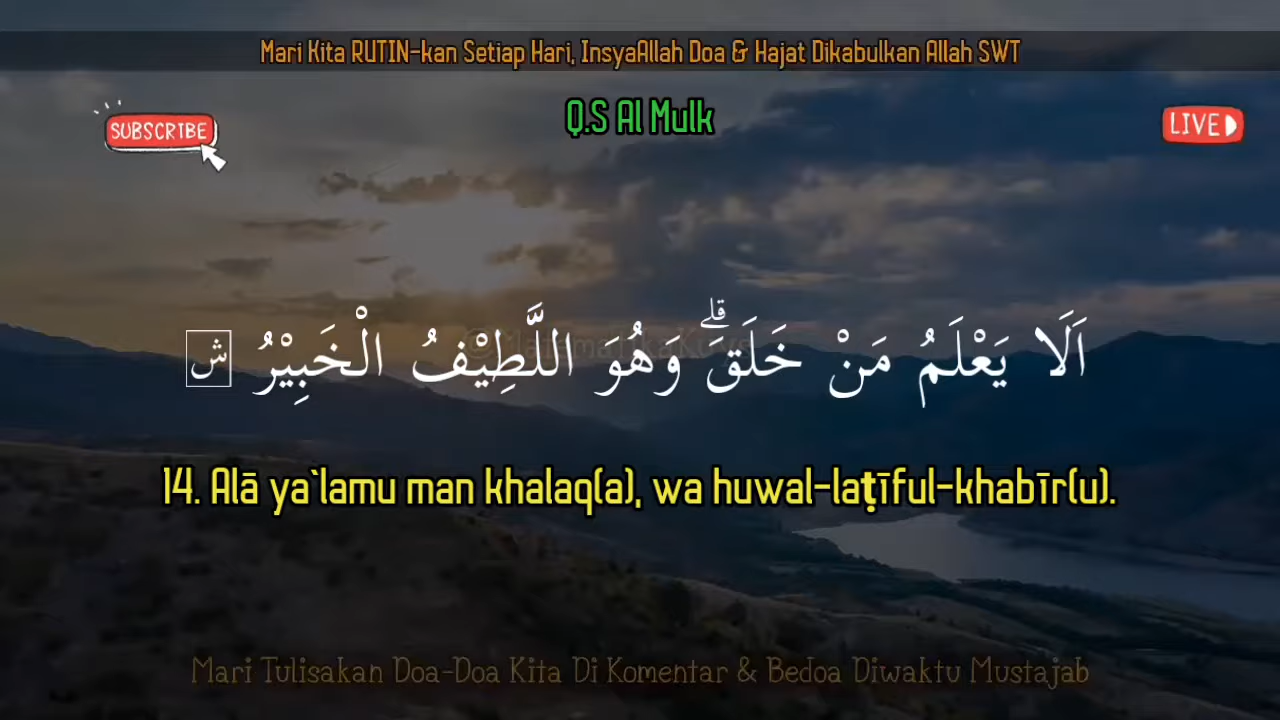 Mari Kita RUTIN-kan Setiap Hari, InsyaAllah Doa & Hajat Dikabulkan Allah SWT
SUBSCRIBE
Q.S Al Mulk
LIVE
اَلَا يَعْلَمُ مَنْ خَلَقَۗ وَهُوَ اللَّطِيْفُ الْخَبِيْرُ ࣖ
14. Alā ya`lamu man khalaq(a), wa huwal-laṭīful-khabīr(u).
Mari Tulisakan Doa-Doa Kita Di Komentar & Bedoa Diwaktu Mustajab